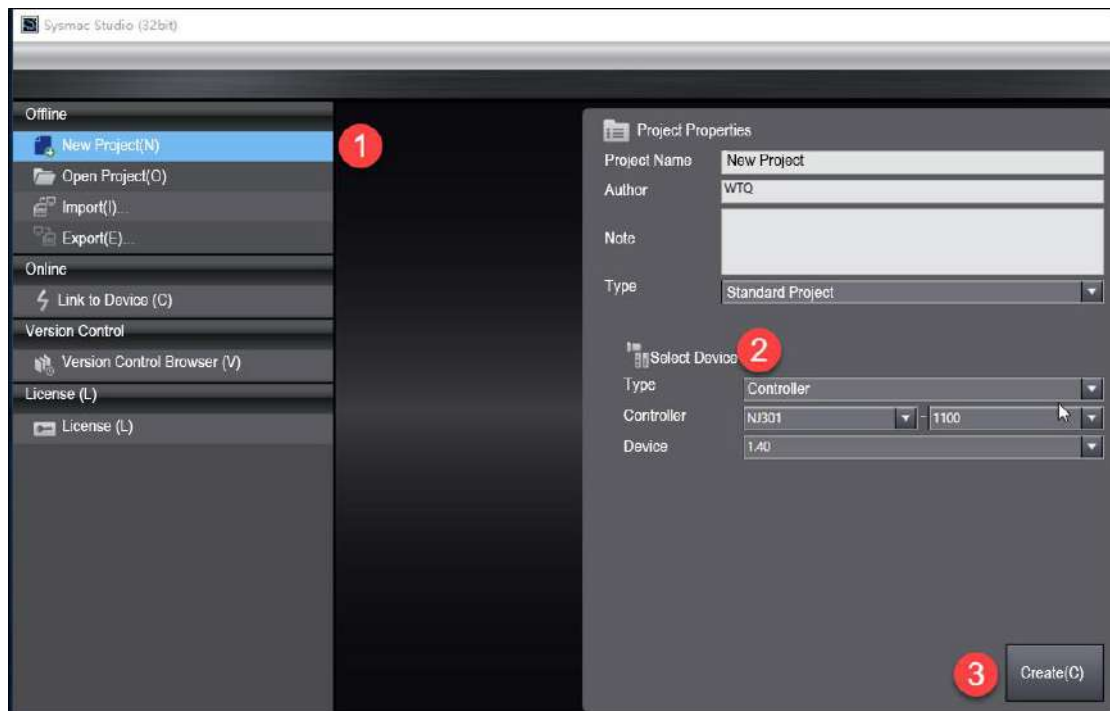 Sysmac Studio (32bit)
Offline
New Project(N)
1
Open Project(O)
Import(I)...
Export(E)...
Online
Link to Device (C)
Version Control
Version Control Browser (V)
License (L)
License (L)
Project Properties
Project Name New Project
Author WTQ
Note
Type Standard Project
Select Device 2
Type Controller
Controller NJ301 - 1100
Device 1.40
3 Create(C)